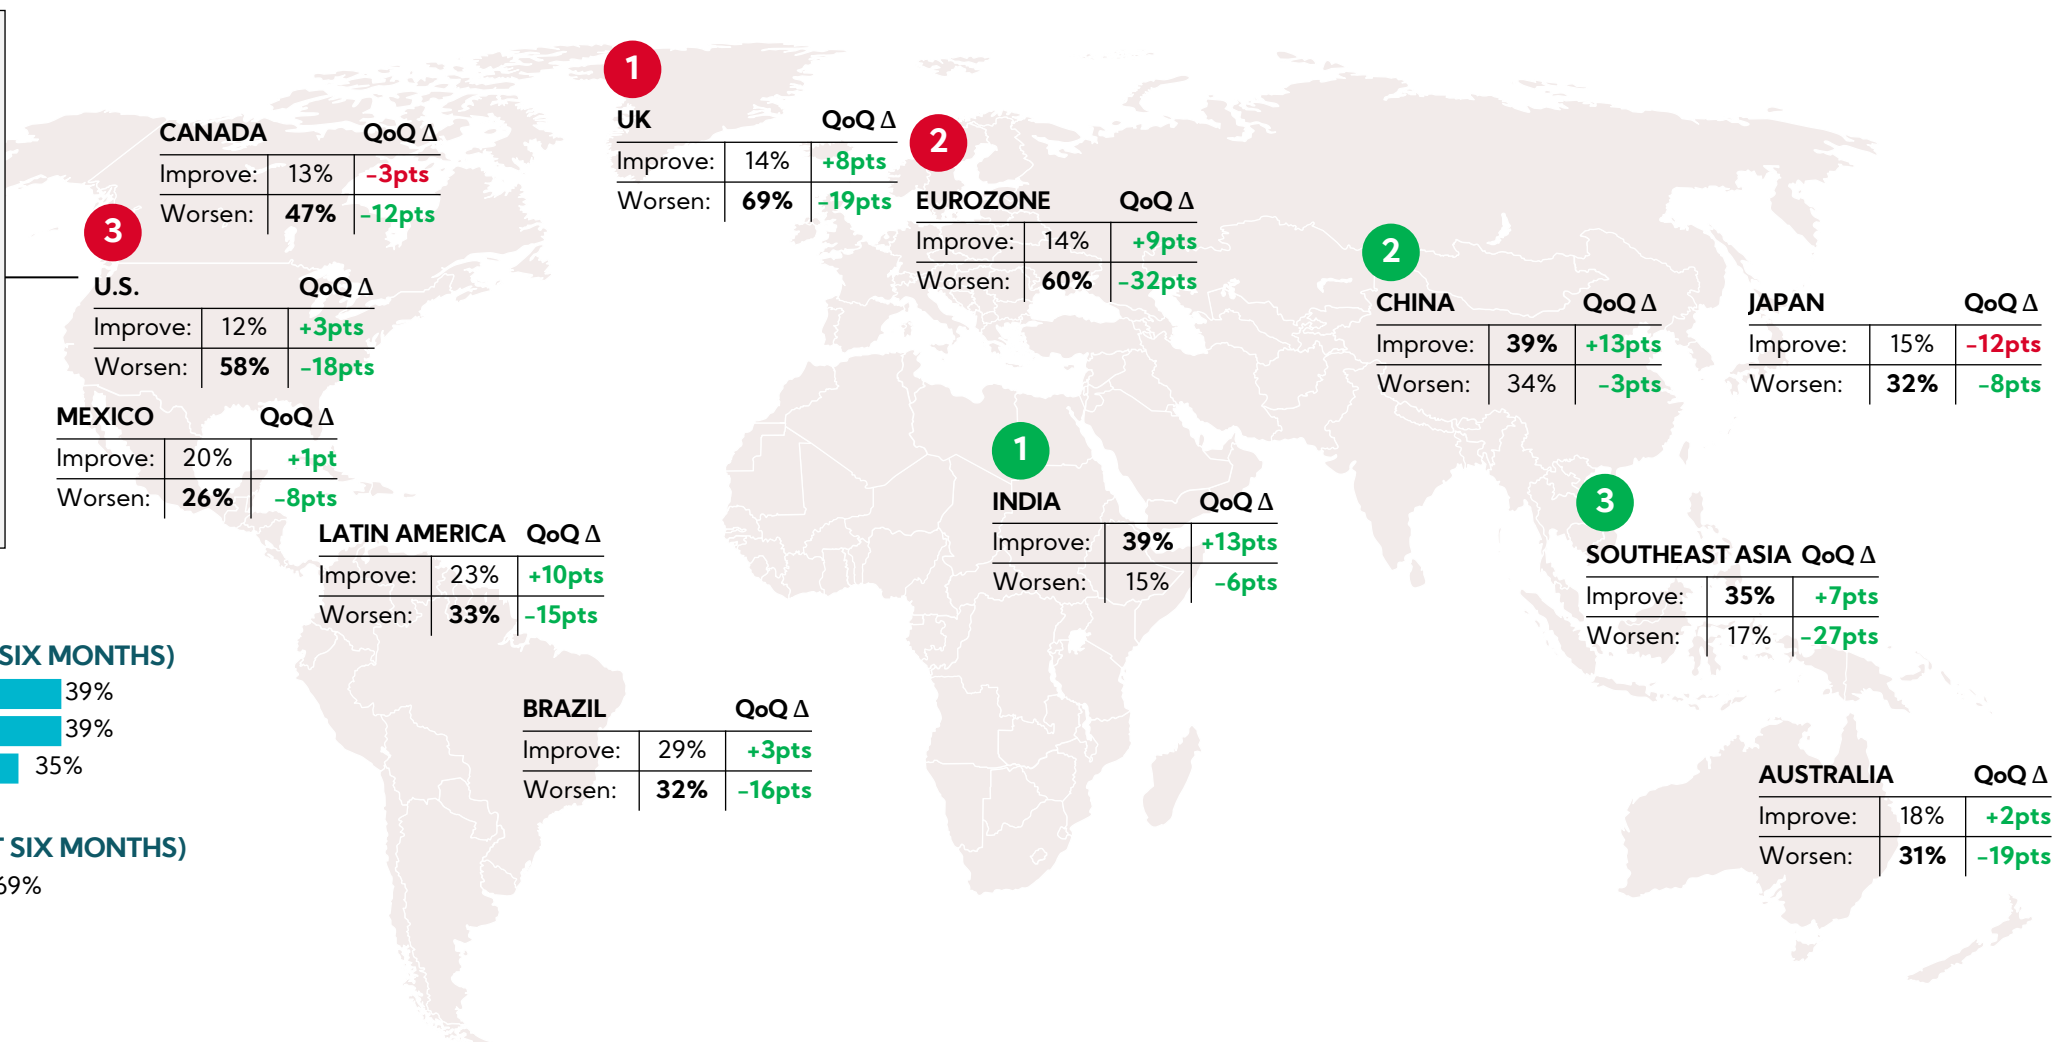 1
UK QoQ Δ
Improve: 14% +8pts
Worsen: 69% -19pts
2
EUROZONE QoQ Δ
Improve: 14% +9pts
Worsen: 60% -32pts
CANADA QoQ Δ
Improve: 13% -3pts
Worsen: 47% -12pts
3
U.S. QoQ Δ
Improve: 12% +3pts
Worsen: 58% -18pts
MEXICO QoQ Δ
Improve: 20% +1pt
Worsen: 26% -8pts
LATIN AMERICA QoQ Δ
Improve: 23% +10pts
Worsen: 33% -15pts
BRAZIL QoQ Δ
Improve: 29% +3pts
Worsen: 32% -16pts
2
CHINA QoQ Δ
Improve: 39% +13pts
Worsen: 34% -3pts
JAPAN QoQ Δ
Improve: 15% -12pts
Worsen: 32% -8pts
1
INDIA QoQ Δ
Improve: 39% +13pts
Worsen: 15% -6pts
3
SOUTHEAST ASIA QoQ Δ
Improve: 35% +7pts
Worsen: 17% -27pts
AUSTRALIA QoQ Δ
Improve: 18% +2pts
Worsen: 31% -19pts
SIX MONTHS)
39%
39%
35%
SIX MONTHS)
69%